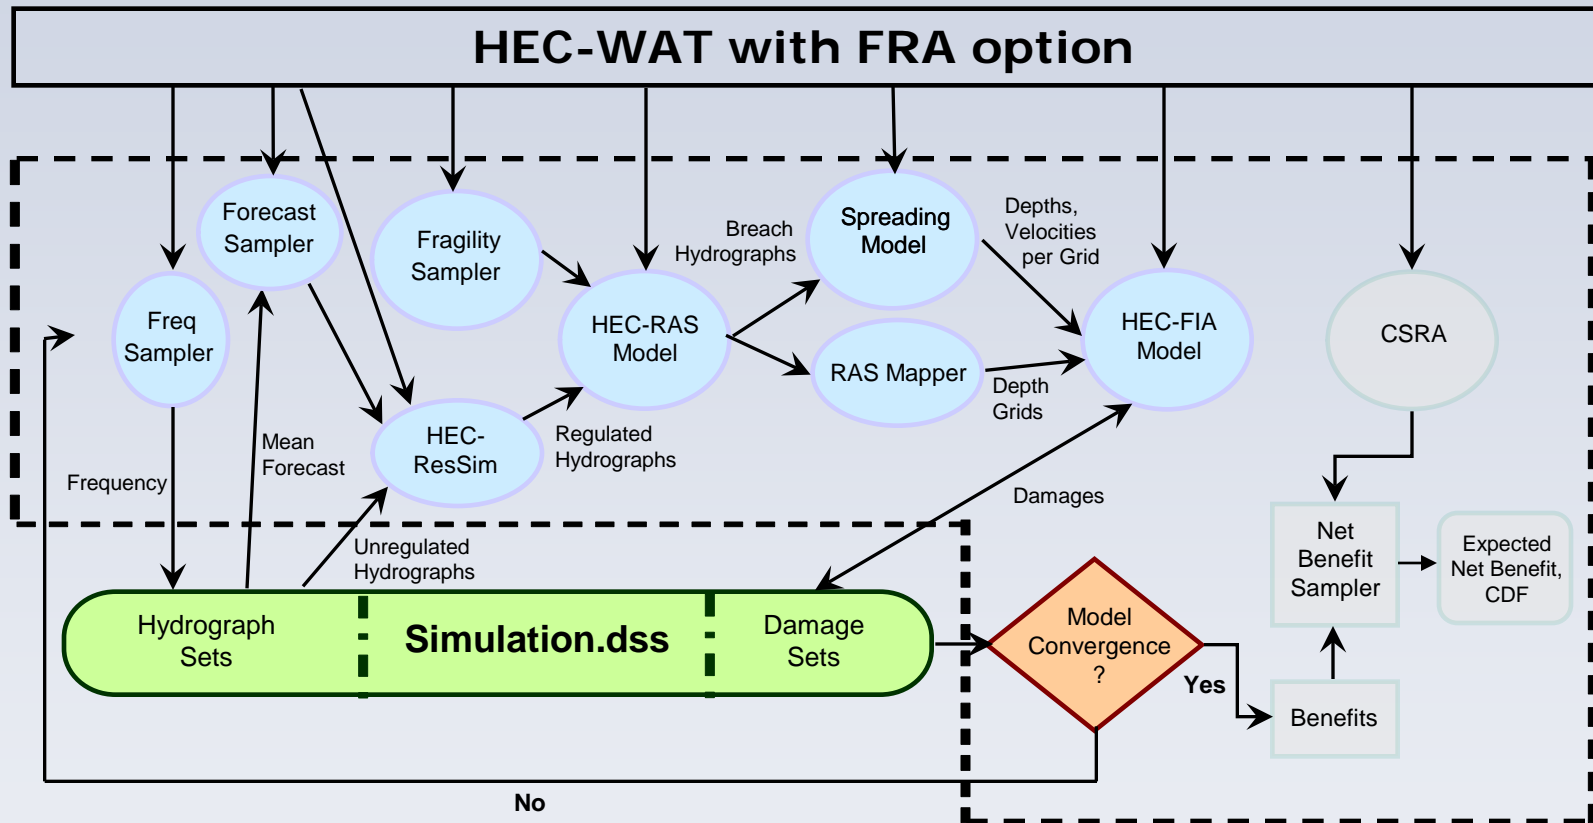 HEC-WAT with FRA option
Forecast
Sampler
Fragility
Sampler
Freq
Sampler
HEC-RAS
Model
Breach
Hydrographs
Spreading
Model
Depths,
Velocities
per Grid
RAS Mapper
Depth
Grids
HEC-FIA
Model
CSRA
HEC-
ResSim
Regulated
Hydrographs
Mean
Forecast
Frequency
Unregulated
Hydrographs
Damages
Hydrograph
Sets
Simulation.dss
Damage
Sets
Model
Convergence
?
Yes
No
Net
Benefit
Sampler
Expected
Net Benefit,
CDF
Benefits